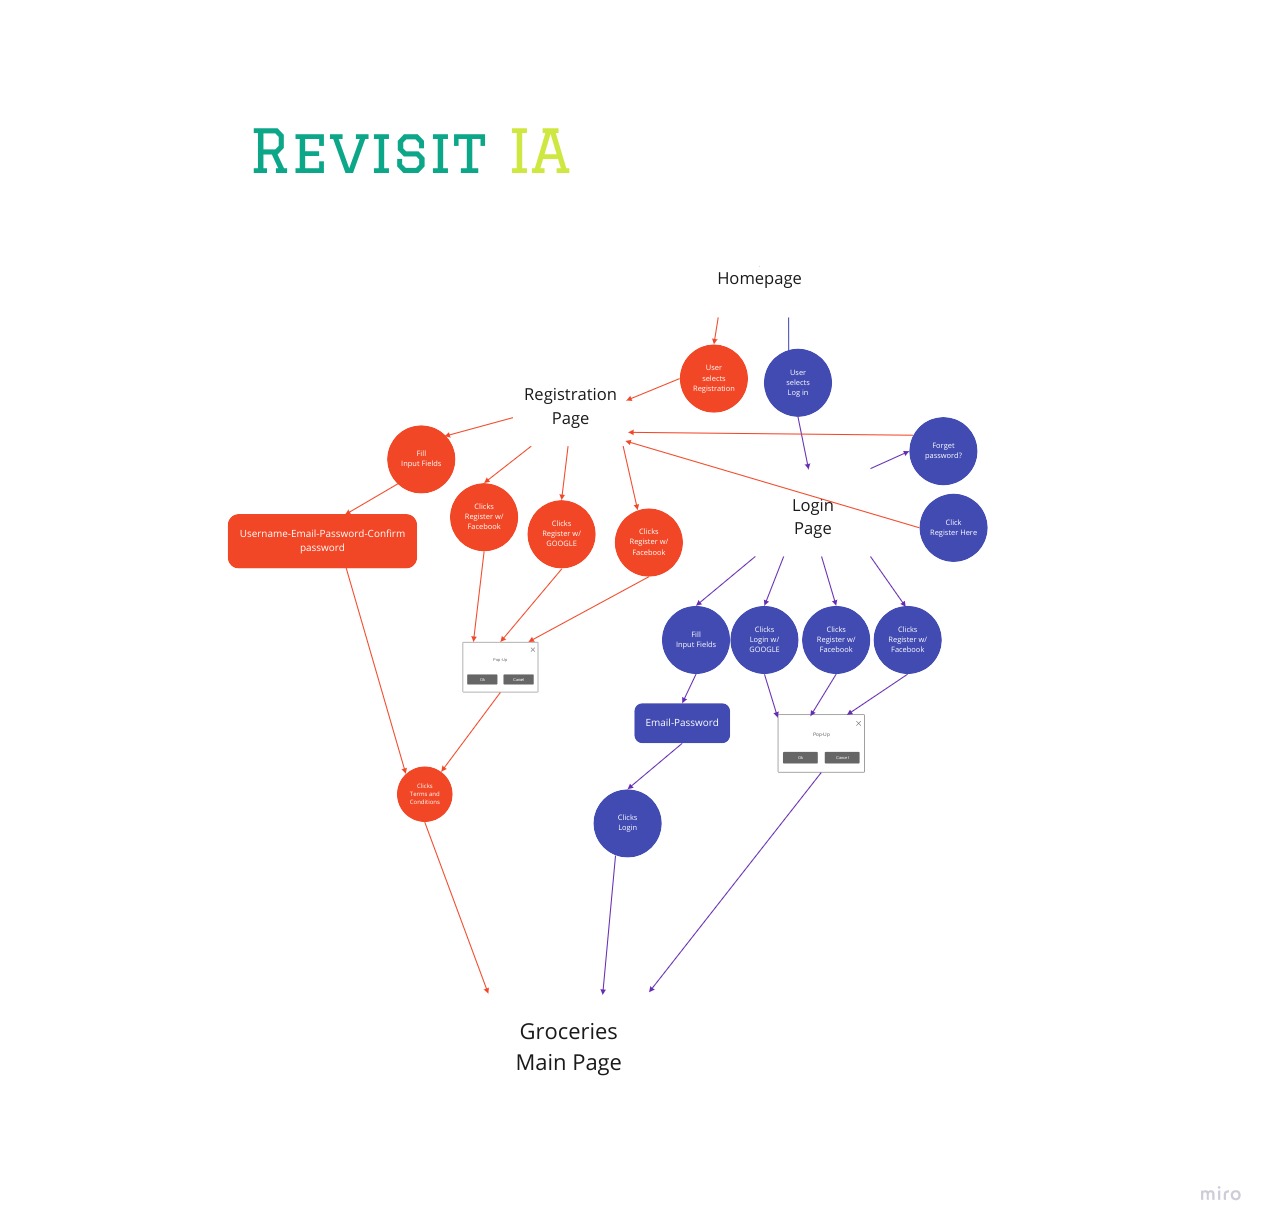 Revisit IA
Homepage
User
selects
Registration
User
selects
Log in
Registration
Page
Fill
Input Fields
Forget
password?
Clicks
Register w/
Facebook
Clicks
Register w/
GOOGLE
Clicks
Register w/
Facebook
Login
Page
Click
Register Here
Username-Email-Password-Confirm
password
Fill
Input Fields
Clicks
Login w/
GOOGLE
Clicks
Register w/
Facebook
Clicks
Register w/
Facebook
Pop Up
Ok
Cancel
Email-Password
Pop-Up
Ok
Cancel
Clicks
Terms and
Conditions
Clicks
Login
Groceries
Main Page
miro